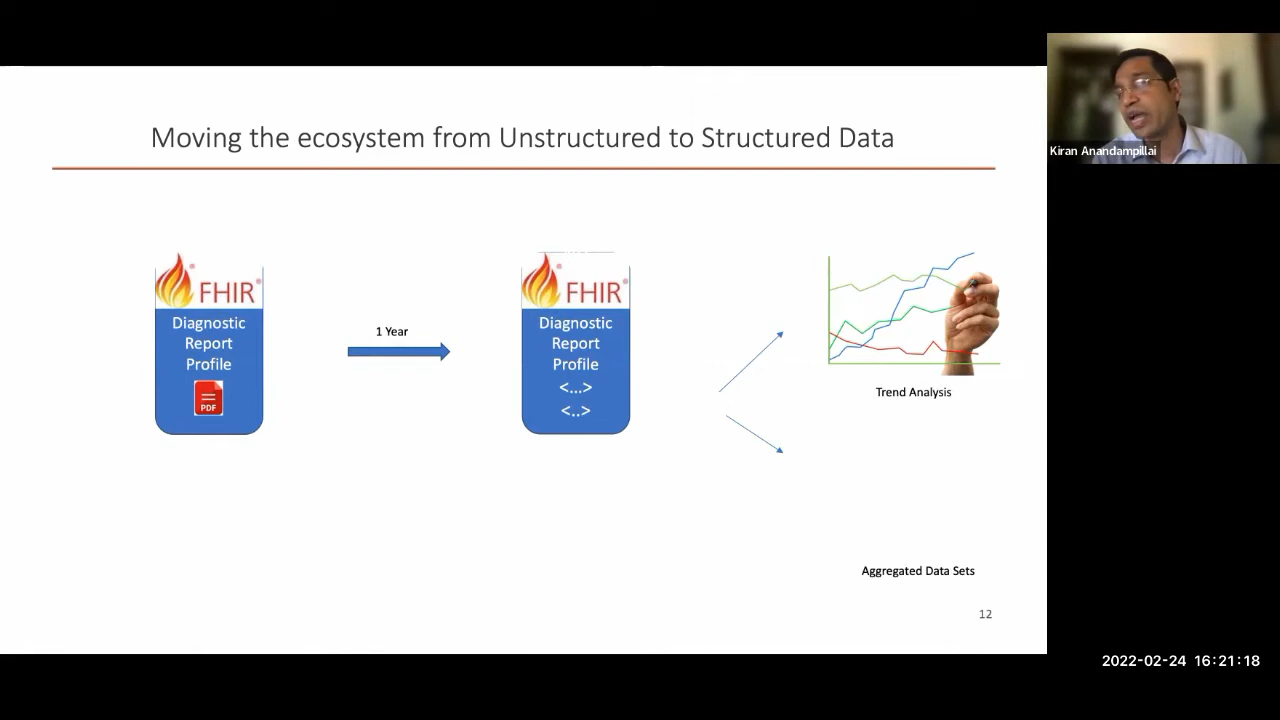 Kiran Anandampillai
Moving the ecosystem from Unstructured to Structured Data
FHIR®
Diagnostic
Report
Profile
PDF
1 Year
FHIR®
Diagnostic
Report
Profile
<...>
<..>
Trend Analysis
Aggregated Data Sets
12
2022-02-24 16:21:18